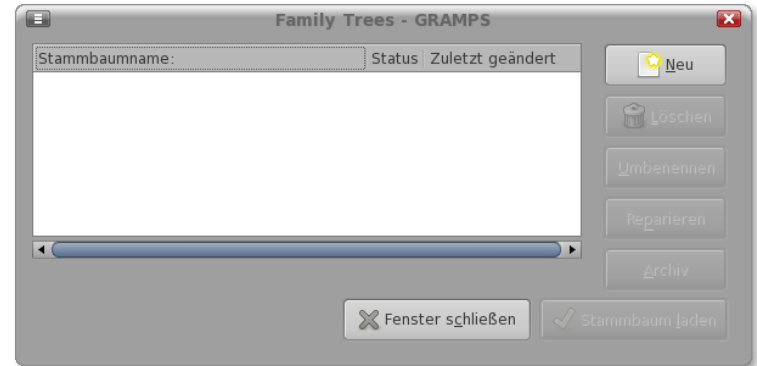 Family Trees - GRAMPS
Stammbaumname: Status Zuletzt geändert
Neu
Löschen
Umbenennen
Reparieren
Archiv
Fenster schließen
Stammbaum laden